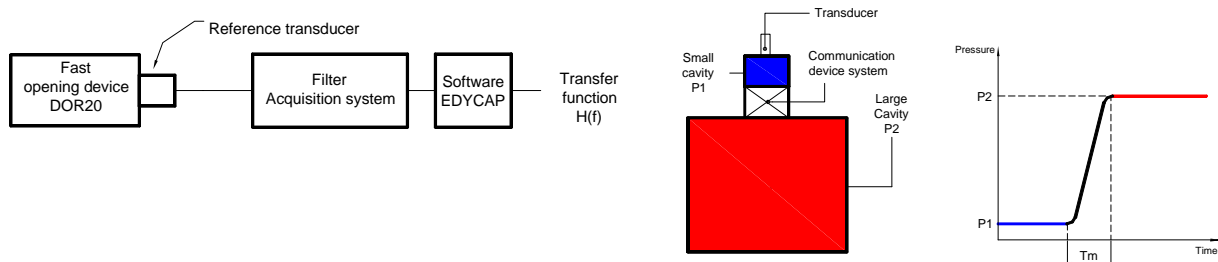 Reference transducer
Fast
opening device
DOR20
Filter
Acquisition system
Software
EDYCAP
Transfer
function
H(f)
Transducer
Small
cavity
P1
Communication
device system
Large
Cavity
P2
Pressure
P2
P1
Tm
Time